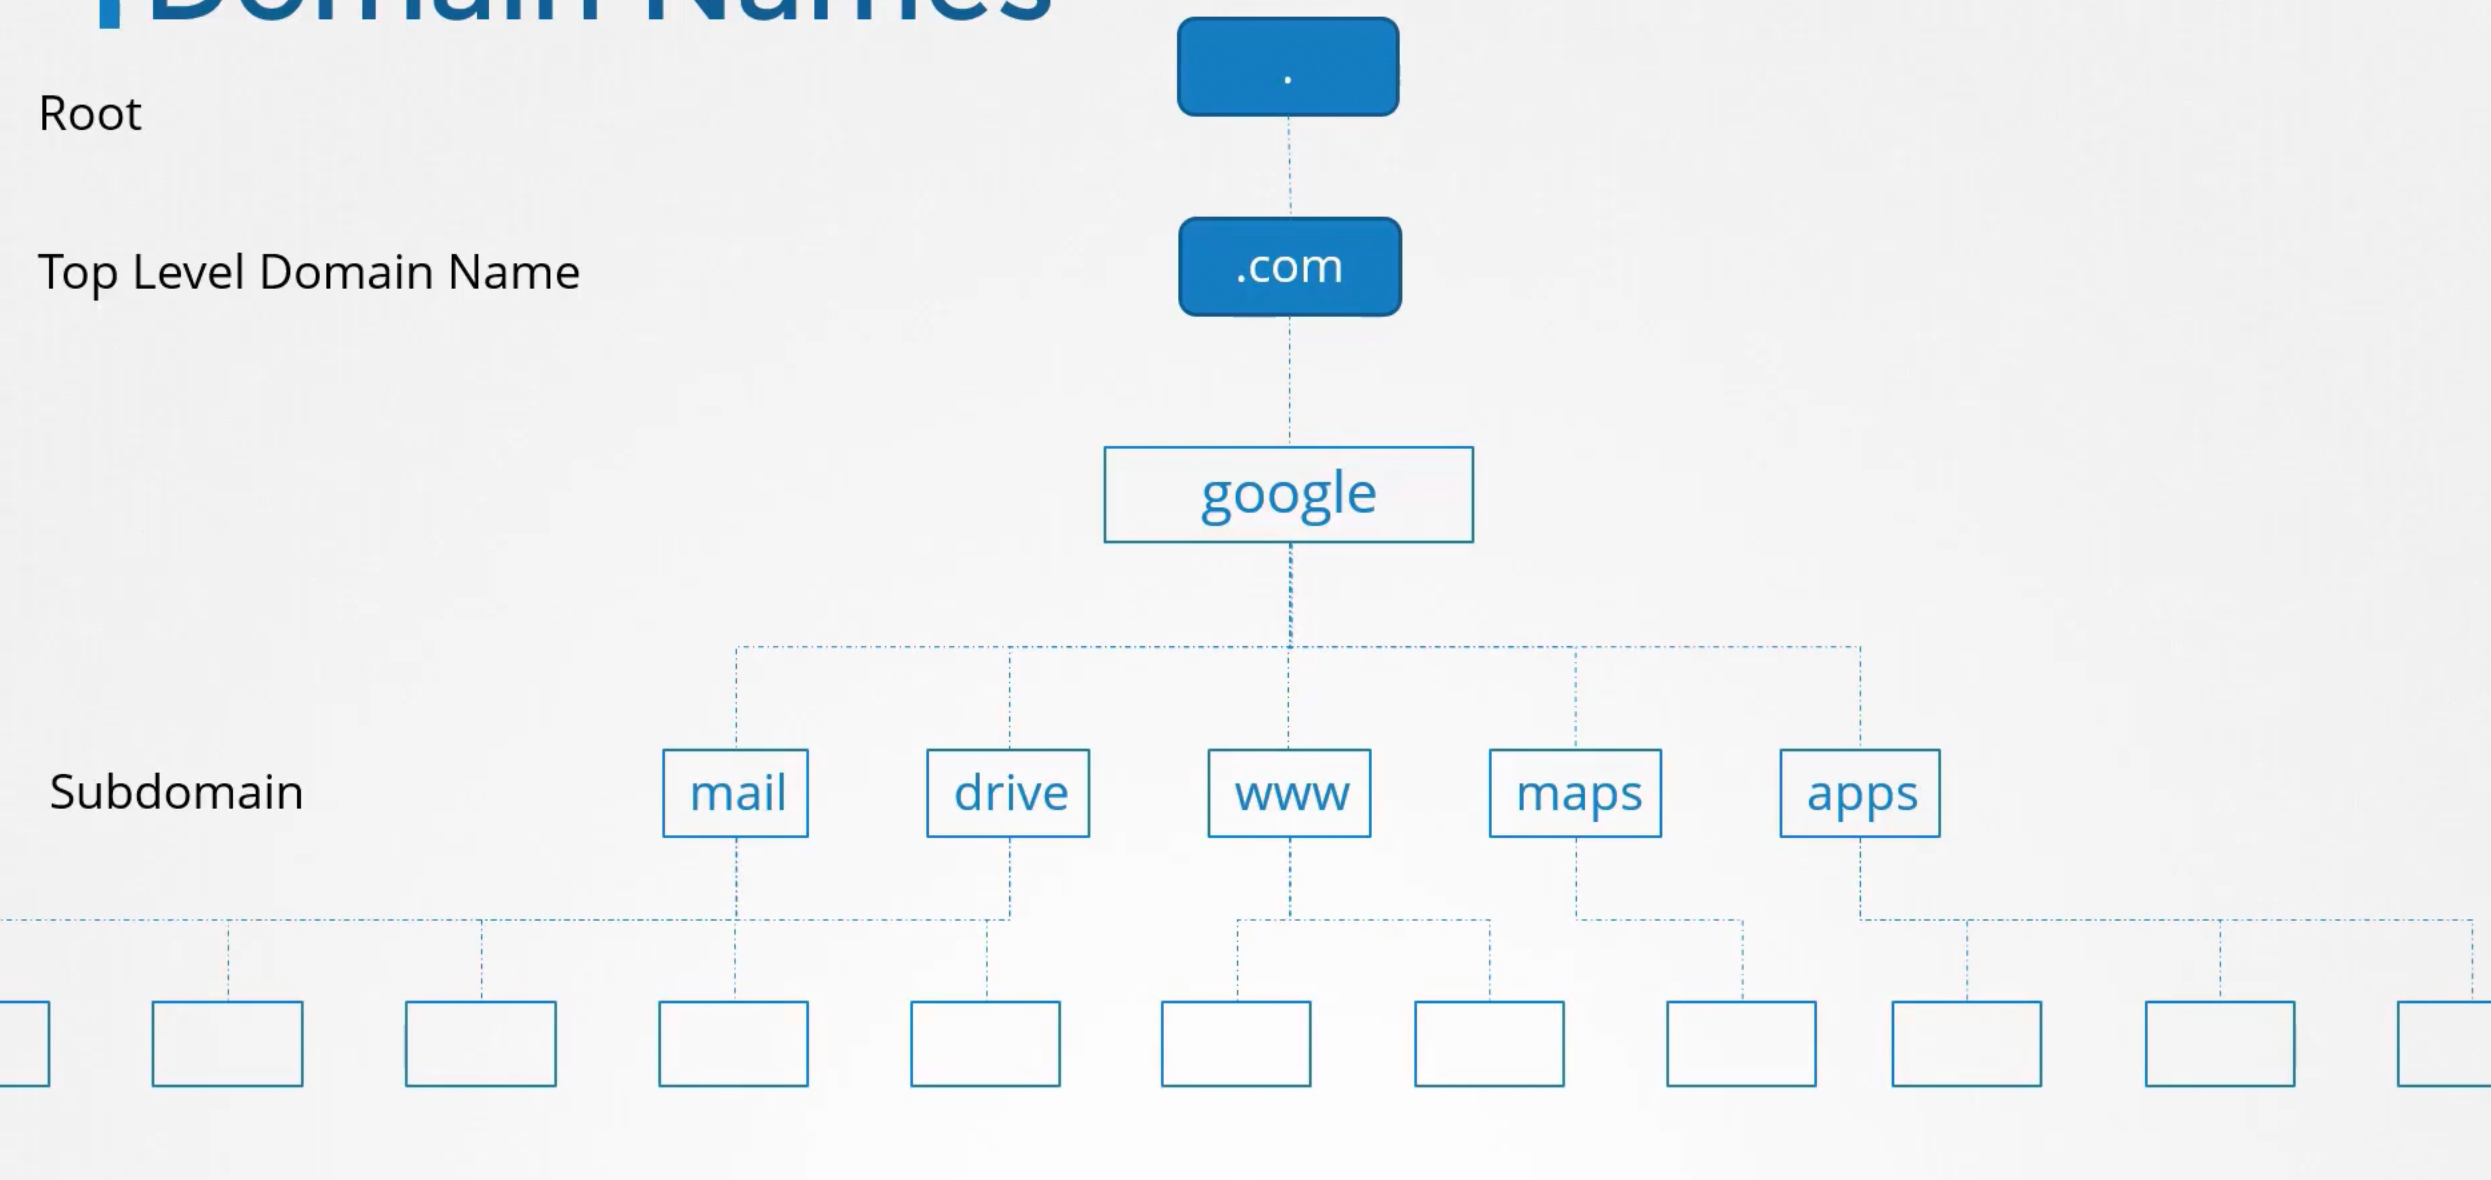 Domain Names
.
Root
.com
Top Level Domain Name
google
Subdomain
mail
drive
www
maps
apps